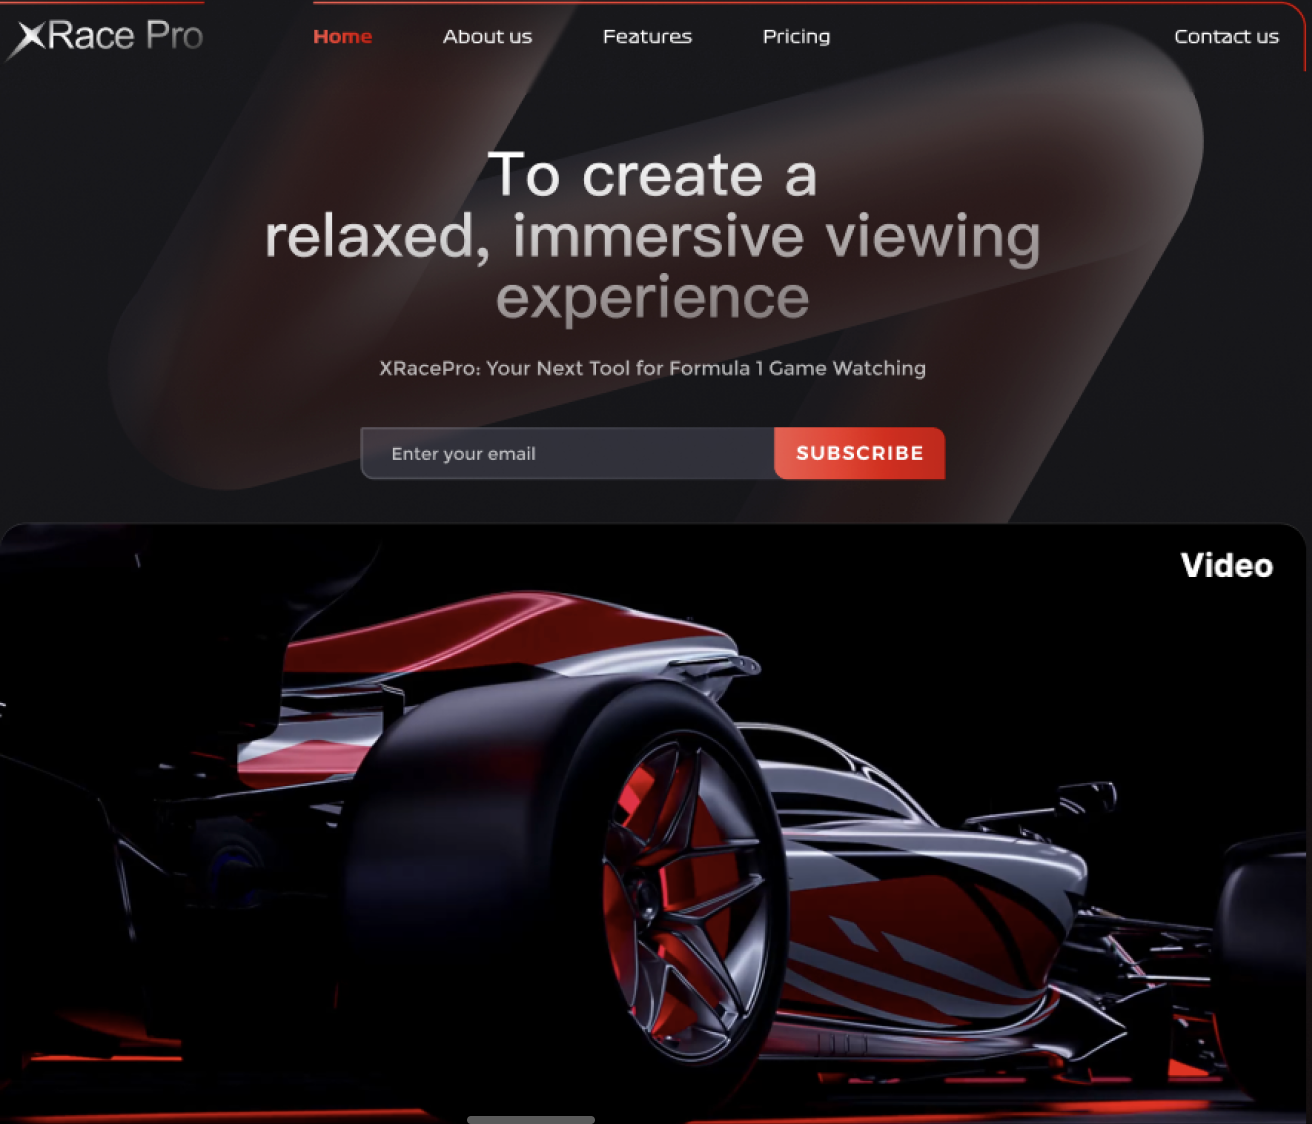 XRace Pro
Home
About us
Features
Pricing
Contact us
To create a
relaxed, immersive viewing
experience
XRacePro: Your Next Tool for Formula 1 Game Watching
Enter your email
SUBSCRIBE
Video